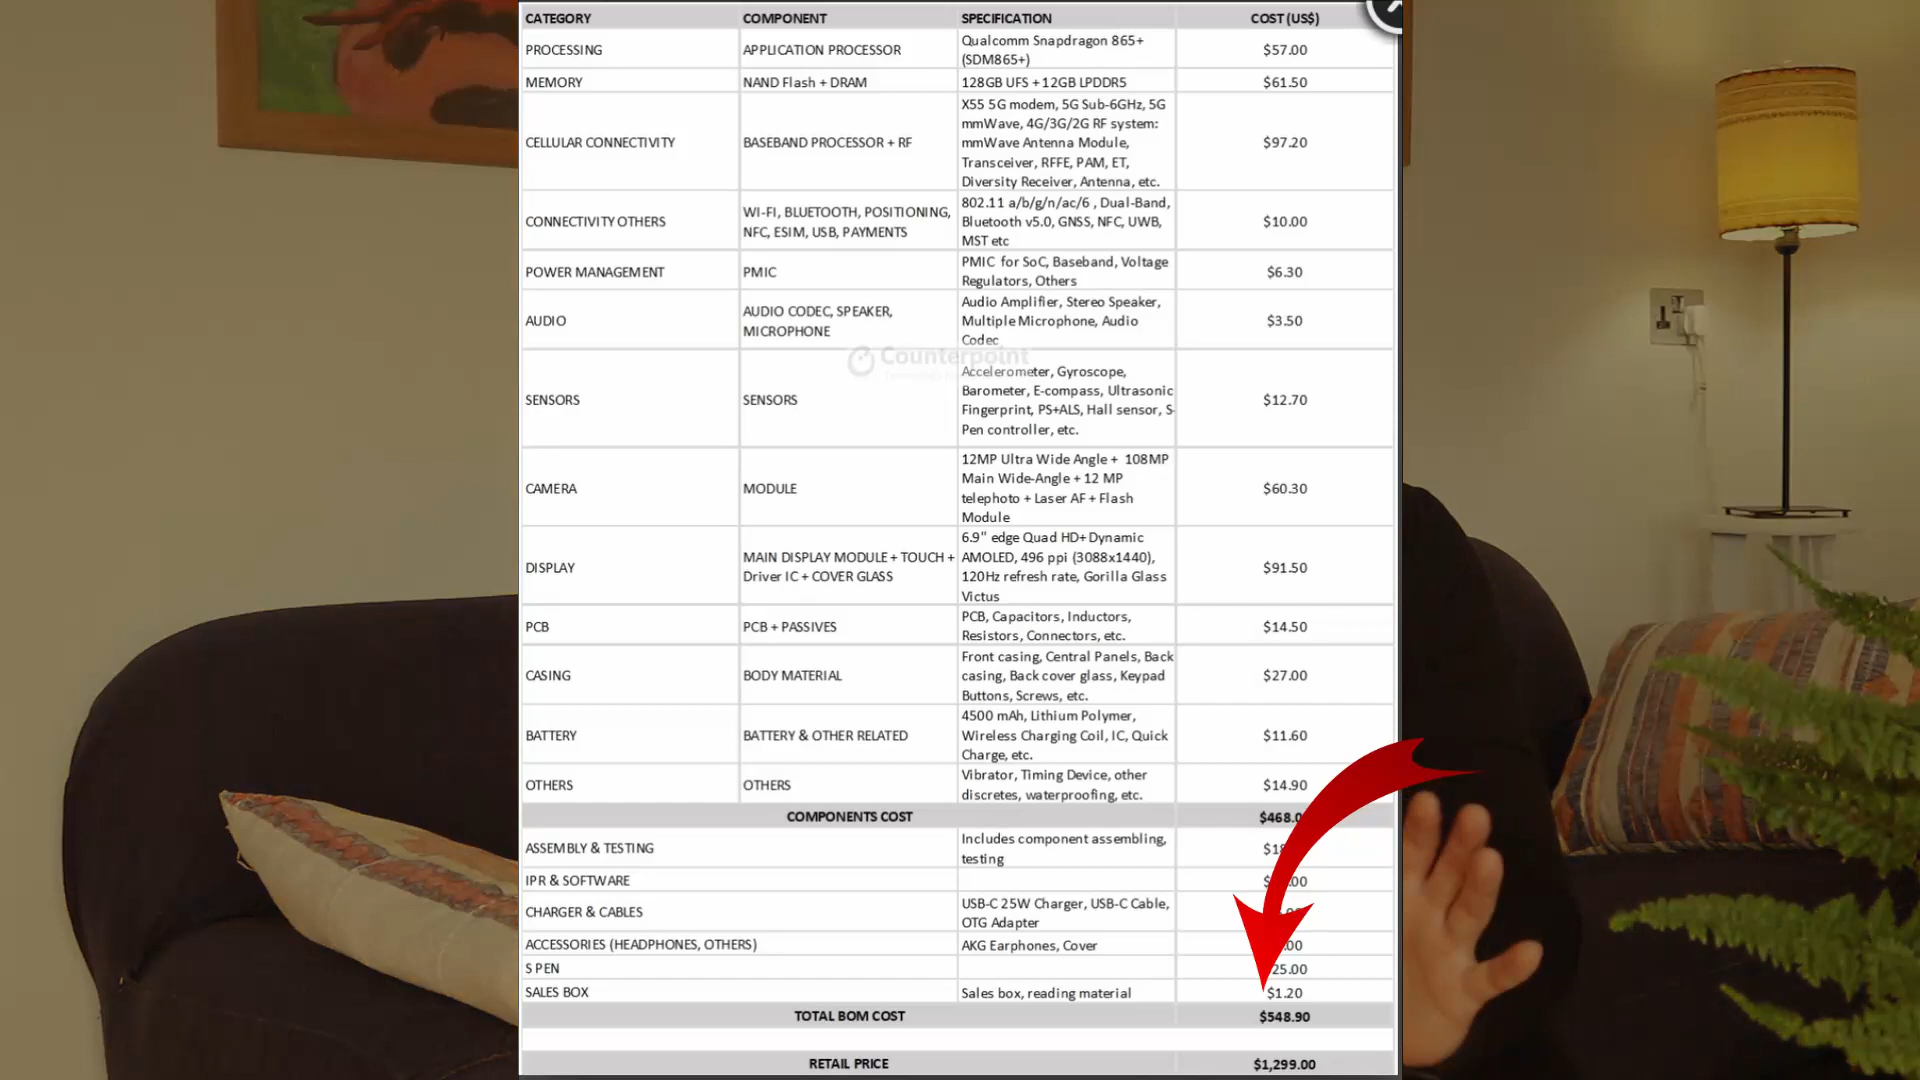 CATEGORY COMPONENT SPECIFICATION COST (US$)
PROCESSING APPLICATION PROCESSOR Qualcomm Snapdragon 865+
(SDM865+) $57.00
MEMORY NAND Flash + DRAM 128GB UFS + 12GB LPDDR5 $61.50
CELLULAR CONNECTIVITY BASEBAND PROCESSOR + RF X55 5G modem, 5G Sub-6GHz, 5G
mmWave, 4G/3G/2G RF system:
mmWave Antenna Module,
Transceiver, RFFE, PAM, ET,
Diversity Receiver, Antenna, etc. $97.20
CONNECTIVITY OTHERS WI-FI, BLUETOOTH, POSITIONING,
NFC, ESIM, USB, PAYMENTS 802.11 a/b/g/n/ac/6 , Dual-Band,
Bluetooth v5.0, GNSS, NFC, UWB,
MST etc $10.00
POWER MANAGEMENT PMIC PMIC for SoC, Baseband, Voltage
Regulators, Others $6.30
AUDIO AUDIO CODEC, SPEAKER,
MICROPHONE Audio Amplifier, Stereo Speaker,
Multiple Microphone, Audio
Codec $3.50
Counterpoint
SENSORS SENSORS Accelerometer, Gyroscope,
Barometer, E-compass, Ultrasonic
Fingerprint, PS+ALS, Hall sensor, S-
Pen controller, etc. $12.70
CAMERA MODULE 12MP Ultra Wide Angle + 108MP
Main Wide-Angle + 12 MP
telephoto + Laser AF + Flash
Module $60.30
DISPLAY MAIN DISPLAY MODULE + TOUCH +
Driver IC + COVER GLASS 6.9" edge Quad HD+ Dynamic
AMOLED, 496 ppi (3088x1440),
120Hz refresh rate, Gorilla Glass
Victus $91.50
PCB PCB + PASSIVES PCB, Capacitors, Inductors,
Resistors, Connectors, etc. $14.50
CASING BODY MATERIAL Front casing, Central Panels, Back
casing, Back cover glass, Keypad
Buttons, Screws, etc. $27.00
BATTERY BATTERY & OTHER RELATED 4500 mAh, Lithium Polymer,
Wireless Charging Coil, IC, Quick
Charge, etc. $11.60
OTHERS OTHERS Vibrator, Timing Device, other
discretes, waterproofing, etc. $14.90
COMPONENTS COST
ASSEMBLY & TESTING Includes component assembling,
testing
IPR & SOFTWARE
CHARGER & CABLES USB-C 25W Charger, USB-C Cable,
OTG Adapter
ACCESSORIES (HEADPHONES, OTHERS) AKG Earphones, Cover
S PEN 25.00
SALES BOX Sales box, reading material $1.20
TOTAL BOM COST $548.90
RETAIL PRICE $1,299.00